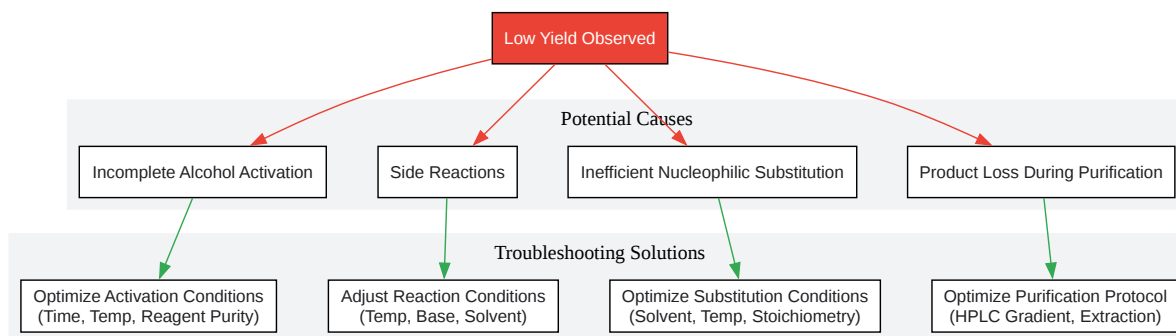 Low Yield Observed
Potential Causes
Incomplete Alcohol Activation
Side Reactions
Inefficient Nucleophilic Substitution
Product Loss During Purification
Troubleshooting Solutions
Optimize Activation Conditions
(Time, Temp, Reagent Purity)
Adjust Reaction Conditions
(Temp, Base, Solvent)
Optimize Substitution Conditions
(Solvent, Temp, Stoichiometry)
Optimize Purification Protocol
(HPLC Gradient, Extraction)